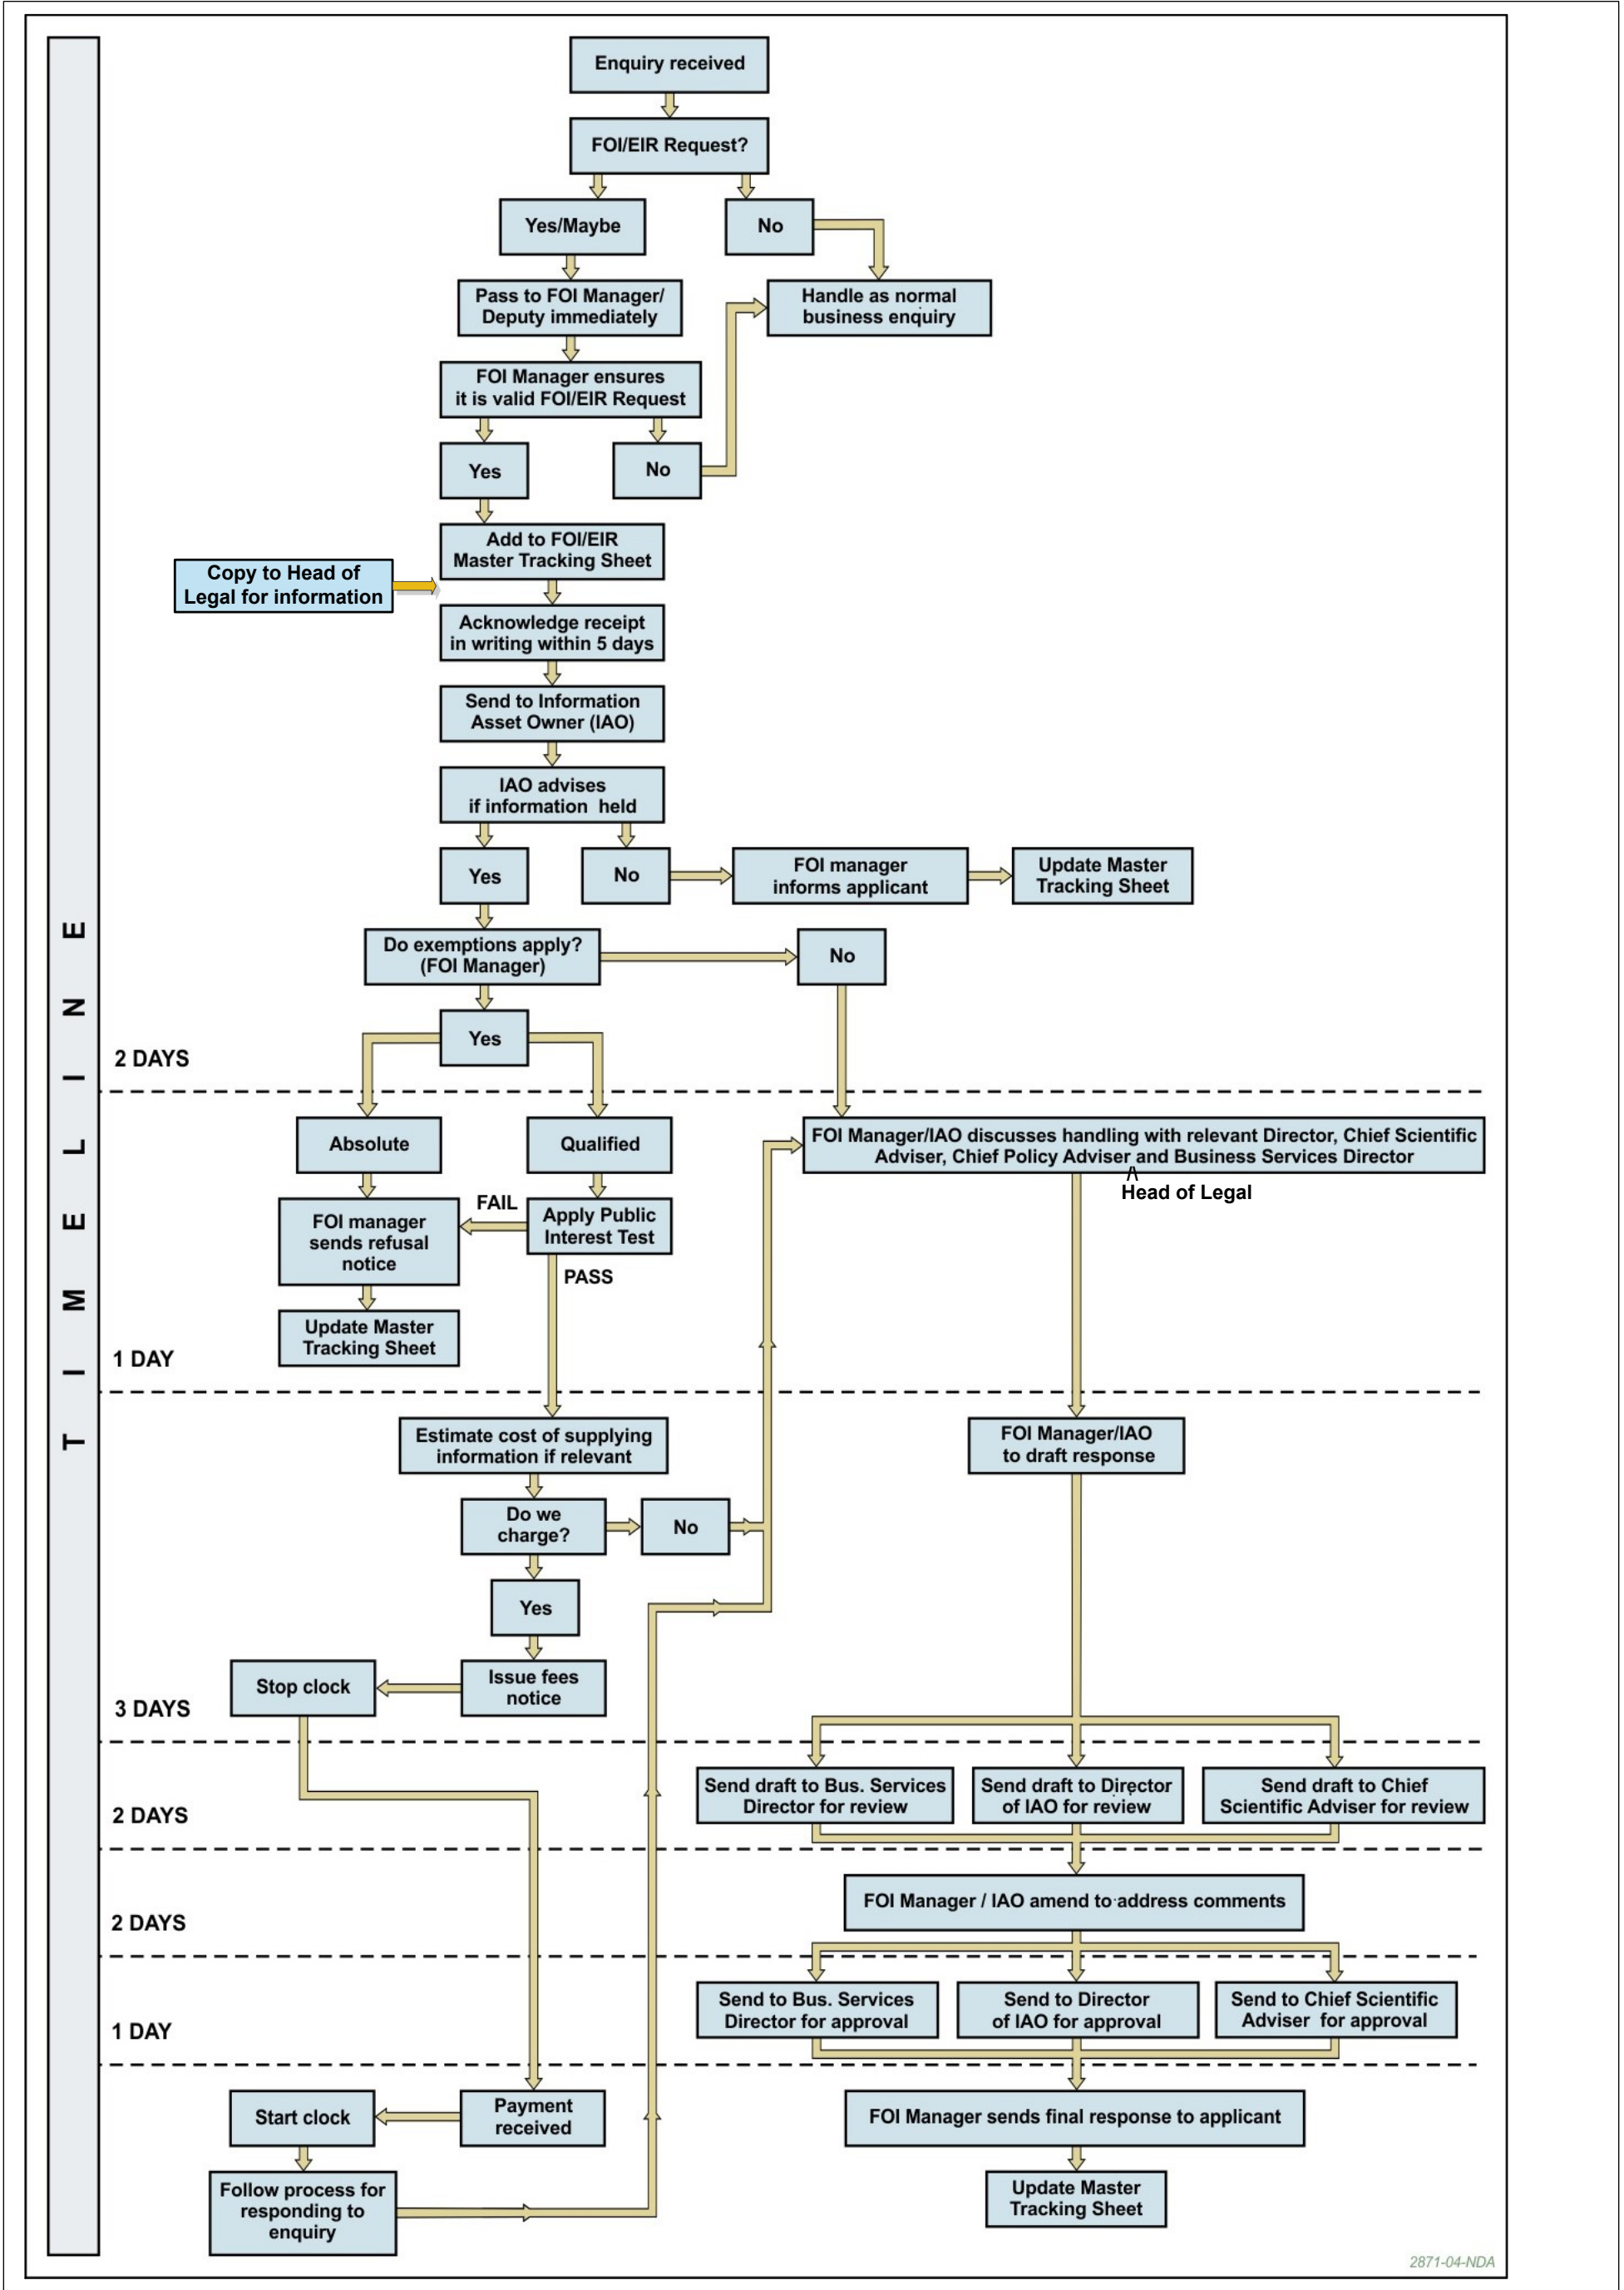 Enquiry received
FOI/EIR Request?
Yes/Maybe
No
Pass to FOI Manager/
Deputy immediately
Handle as normal
business enquiry
FOI Manager ensures
it is valid FOI/EIR Request
Yes
No
Add to FOI/EIR
Master Tracking Sheet
Copy to Head of
Legal for information
Acknowledge receipt
in writing within 5 days
Send to Information
Asset Owner (IAO)
IAO advises
if information held
Yes
No
FOI manager
informs applicant
Update Master
Tracking Sheet
Do exemptions apply?
(FOI Manager)
No
Yes
2 DAYS
TIMELINE
Absolute
Qualified
FOI Manager/IAO discusses handling with relevant Director, Chief Scientific
Adviser, Chief Policy Adviser and Business Services Director
/\
Head of Legal
FOI manager
sends refusal
notice
FAIL
Apply Public
Interest Test
PASS
Update Master
Tracking Sheet
1 DAY
Estimate cost of supplying
information if relevant
FOI Manager/IAO
to draft response
Do we
charge?
No
Yes
Stop clock
Issue fees
notice
3 DAYS
Send draft to Bus. Services
Director for review
Send draft to Director
of IAO for review
Send draft to Chief
Scientific Adviser for review
2 DAYS
FOI Manager / IAO amend to address comments
2 DAYS
Send to Bus. Services
Director for approval
Send to Director
of IAO for approval
Send to Chief Scientific
Adviser for approval
1 DAY
Start clock
Payment
received
FOI Manager sends final response to applicant
Follow process for
responding to
enquiry
Update Master
Tracking Sheet
2871-04-NDA